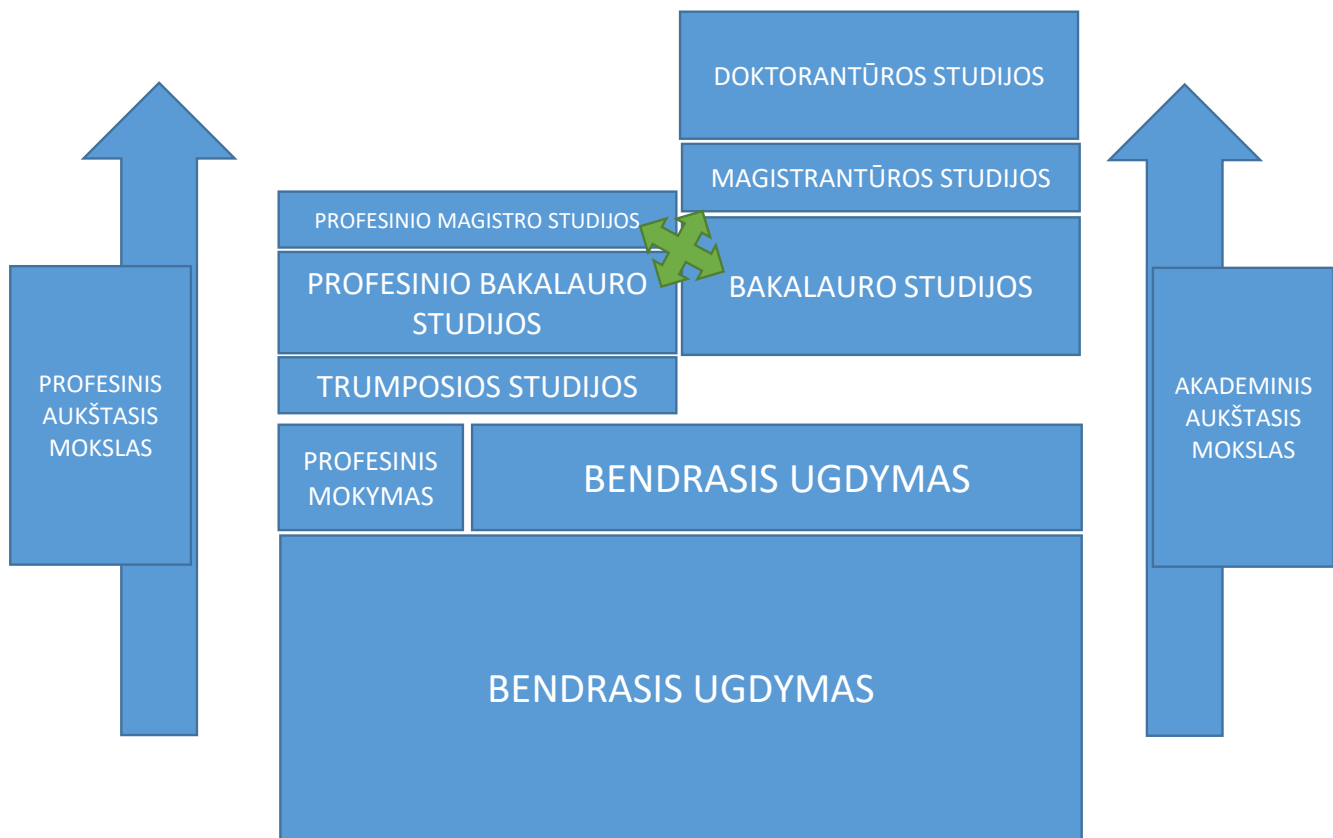 DOKTORANTŪROS STUDIJOS
MAGISTRANTŪROS STUDIJOS
PROFESINIO MAGISTRO STUDIJOS
PROFESINIO BAKALAURO
STUDIJOS
BAKALAURO STUDIJOS
TRUMPOSIOS STUDIJOS
PROFESINIS
AUKŠTASIS
MOKSLAS
AKADEMINIS
AUKŠTASIS
MOKSLAS
PROFESINIS
MOKYMAS
BENDRASIS UGDYMAS
BENDRASIS UGDYMAS